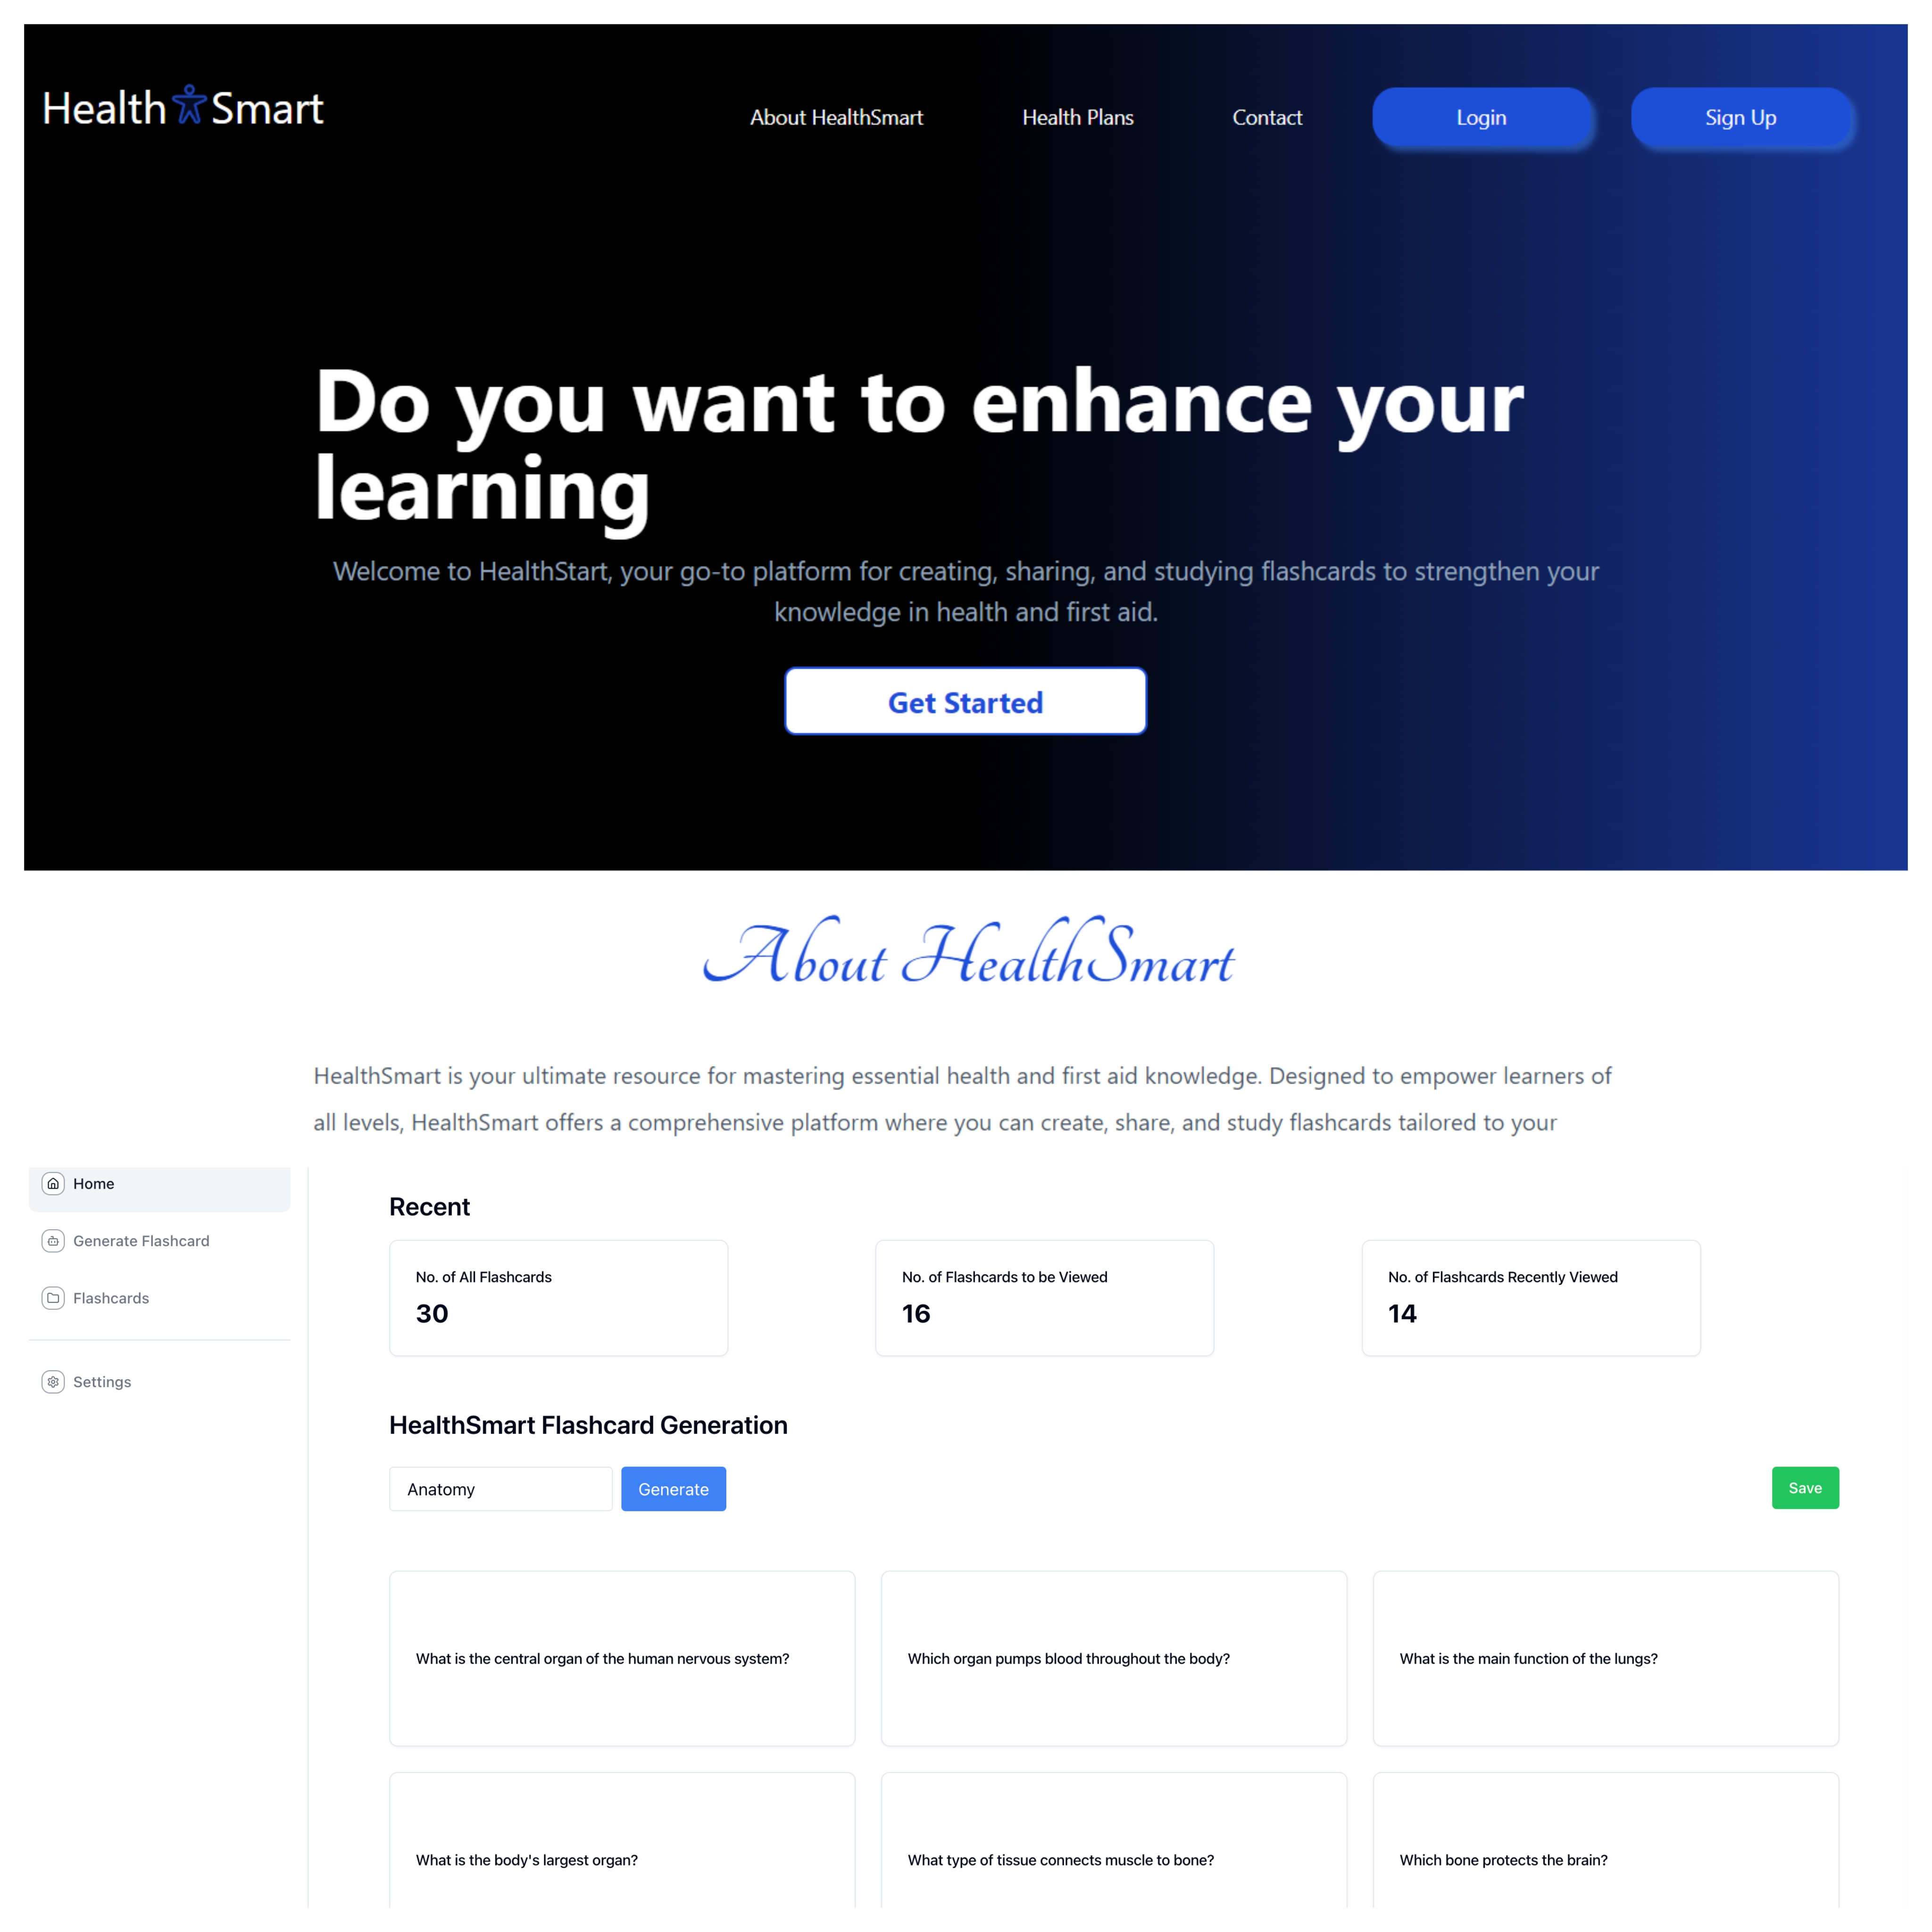 Health Smart
About HealthSmart
Health Plans
Contact
Login
Sign Up
Do you want to enhance your
learning
Welcome to HealthStart, your go-to platform for creating, sharing, and studying flashcards to strengthen your
knowledge in health and first aid.
Get Started
About HealthSmart
HealthSmart is your ultimate resource for mastering essential health and first aid knowledge. Designed to empower learners of
all levels, HealthSmart offers a comprehensive platform where you can create, share, and study flashcards tailored to your
Home
Generate Flashcard
Flashcards
Settings
Recent
No. of All Flashcards
30
No. of Flashcards to be Viewed
16
No. of Flashcards Recently Viewed
14
HealthSmart Flashcard Generation
Anatomy
Generate
Save
What is the central organ of the human nervous system?
Which organ pumps blood throughout the body?
What is the main function of the lungs?
What is the body's largest organ?
What type of tissue connects muscle to bone?
Which bone protects the brain?